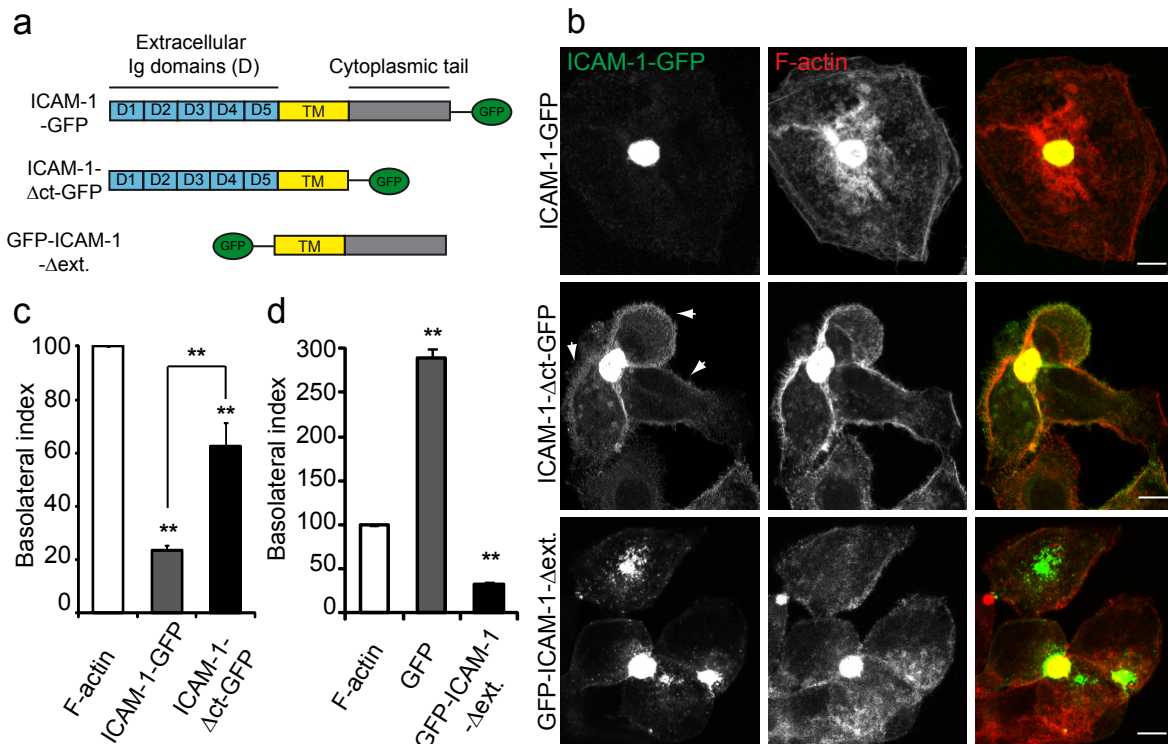 a
Extracellular
Ig domains (D)
Cytoplasmic tail
ICAM-1
-GFP
D1 D2 D3 D4 D5 TM GFP
ICAM-1-
Δct-GFP
D1 D2 D3 D4 D5 TM GFP
GFP-ICAM-1
-Δext.
GFP TM
b
ICAM-1-GFP
F-actin
ICAM-1-GFP
ICAM-1-Δct-GFP
GFP-ICAM-1-Δext.
c
Basolateral index
100
80
60
40
20
0
**
**
**
F-actin
ICAM-1-GFP
ICAM-1-
Δct-GFP
d
Basolateral index
300
250
200
150
100
50
0
**
**
F-actin
GFP
GFP-ICAM-1
-Δext.